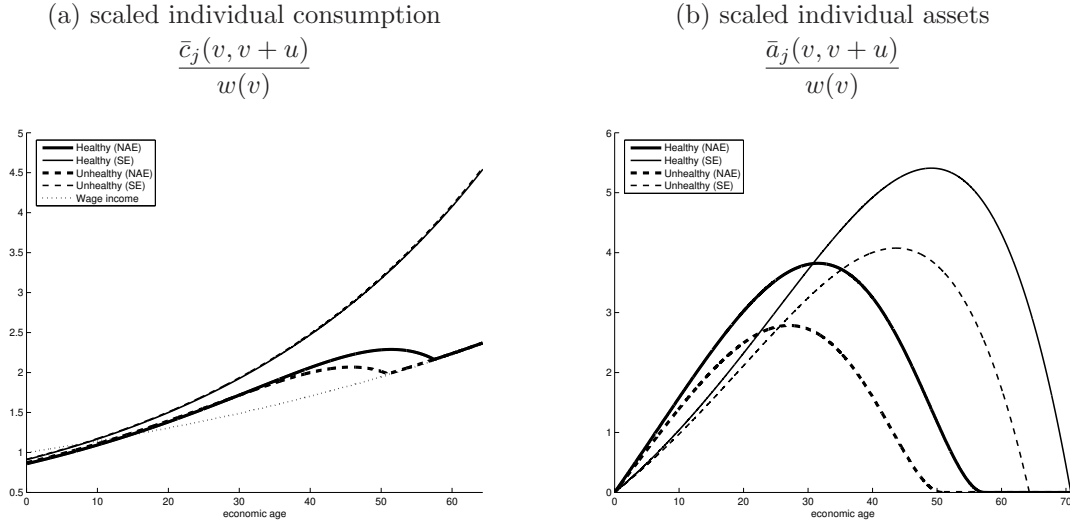 (a) scaled individual consumption
c̄_j(v, v + u)
w(v)
5
4.5
4
3.5
3
2.5
2
1.5
1
0.5
Healthy (NAE)
Healthy (SE)
Unhealthy (NAE)
Unhealthy (SE)
Wage income
0 10 20 30 40 50 60
economic age
(b) scaled individual assets
ā_j(v, v + u)
w(v)
6
5
4
3
2
1
0
Healthy (NAE)
Healthy (SE)
Unhealthy (NAE)
Unhealthy (SE)
0 10 20 30 40 50 60 70
economic age